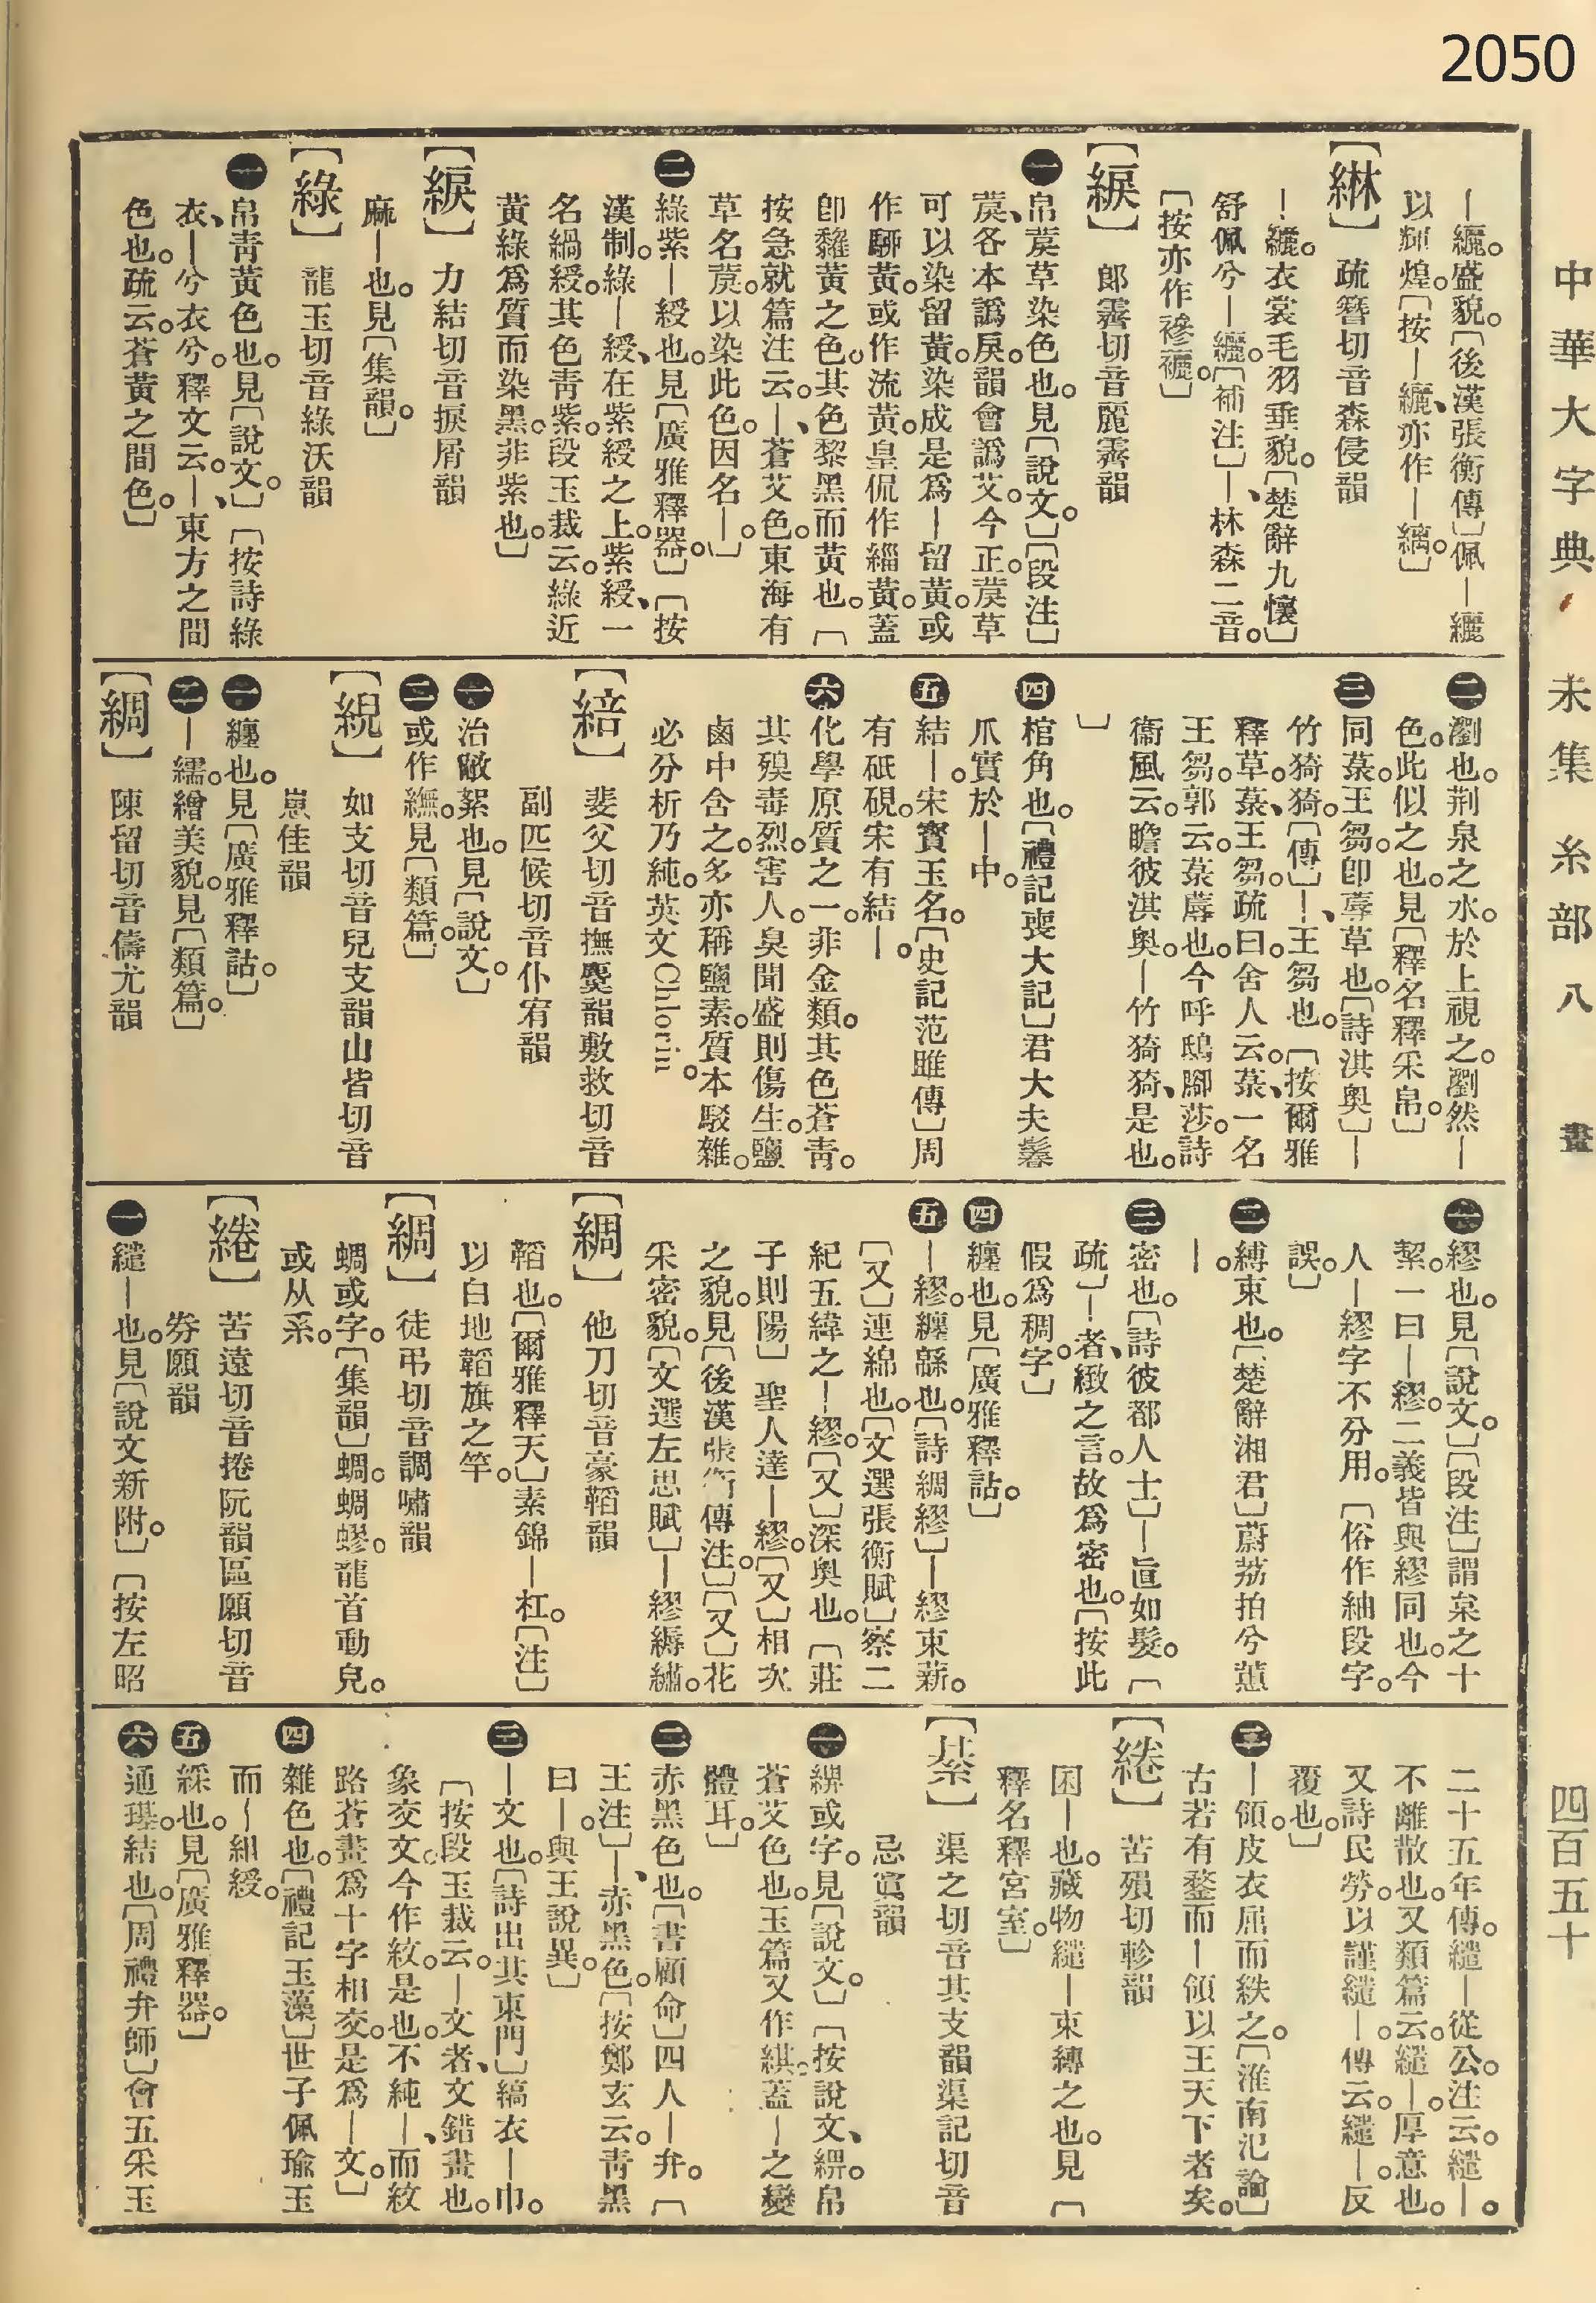 2050
中華大字典 未集 糸部 八畫 四百五十
｜纚。盛貌。〔後漢張衡傳〕佩｜纚
以輝煌。〔按｜纚、亦作｜縭。〕
【綝】 疏簪切音森侵韻
｜纚。衣裳毛羽垂貌。〔楚辭九懷〕
舒佩兮｜纚。〔補注〕｜、林森二音。
〔按亦作襂襹。〕
【綟】 郎霽切音麗霽韻
㊀帛莀草染色也。見〔說文。〕〔段注〕
莀、各本譌戾。韻會譌艾。今正。莀草
可以染留黃。染成是爲｜留黃。或
作騮黃。或作流黃。皇侃作緇黃。蓋
卽黧黃之色。其色黎黑而黃也。〔
按急就篇注云。｜、蒼艾色。東海有
草名莀。以染此色。因名｜。〕
㊁綠紫｜綬也。見〔廣雅釋器。〕〔按
漢制。綠｜綬、在紫綬之上。紫綬、一
名緺綬。其色靑紫。段玉裁云。綠近
黃綠爲質而染黑。非紫也。〕
【綟】 力結切音捩屑韻
麻｜也。見〔集韻。〕
【綠】 龍玉切音綠沃韻
㊀帛靑黃色也。見〔說文。〕〔按詩綠
衣、｜兮衣兮。釋文云。｜、東方之間
色也。疏云。蒼黃之間色。〕
㊁瀏也。荆泉之水。於上視之。瀏然｜
色。此似之也。見〔釋名釋采帛。〕
㊂同菉。王芻。卽蓐草也。〔詩淇奧〕｜
竹猗猗。〔傳〕｜、王芻也。〔按爾雅
釋草。菉、王芻。疏曰。舍人云。菉、一名
王芻。郭云。菉蓐也。今呼鴟腳莎。詩
衞風云。瞻彼淇奧。｜竹猗猗、是也。
〕
㊃棺角也。〔禮記喪大記〕君大夫鬊
爪實於｜中。
㊄結｜。宋寶玉名。〔史記范雎傳〕周
有砥硯。宋有結｜。
㊅化學原質之一。非金類。其色蒼靑。
其㱥毒烈。害人。臭聞盛則傷生。鹽
鹵中含之多。亦稱鹽素。質本駁雜。
必分析乃純。英文Chlorin。
【綰】 婓父切音撫麌韻敷救切音
副匹候切音仆宥韻
㊀治敝絮也。見〔說文。〕
㊁或作䌏。見〔類篇。〕
【綐】 如支切音兒支韻山皆切音
崽佳韻
㊀纏也。見〔廣雅釋詁。〕
㊁｜繻。繒美貌。見〔類篇。〕
【綢】 陳留切音儔尤韻
㊀繆也。見〔說文。〕〔段注〕謂枲之十
絜。一曰｜繆。二義皆與繆同也。今
人｜繆字不分用。〔俗作紬段字。
誤。〕
㊁縛束也。〔楚辭湘君〕薜荔拍兮蕙
｜。
㊂密也。〔詩彼都人士〕｜直如髮。〔
疏〕｜者、緻之言。故爲密也。〔按此
假爲稠字。〕
㊃纏也。見〔廣雅釋詁。〕
㊄｜繆。纏緜也。〔詩綢繆〕｜繆束薪。
〔又〕連綿也。〔文選張衡賦〕察二
紀五緯之｜繆。〔又〕深奧也。〔莊
子則陽〕聖人達｜繆。〔又〕相次
之貌。見〔後漢張衡傳注。〕〔又〕花
采密貌。〔文選左思賦〕｜繆縟繡。
【綢】 他刀切音豪韜韻
韜也。〔爾雅釋天〕素錦｜杠。〔注〕
以白地韜旗之竿。
【綢】 徒弔切音調嘯韻
蜩或字。〔集韻〕蜩。蜩蟉。龍首動皃。
或从系。
【綣】 苦遠切音捲阮韻區願切音
劵願韻
㊀繾｜也。見〔說文新附。〕〔按左昭
二十五年傳。繾｜從公。注云。繾｜。
不離散也。又類篇云。繾｜。厚意也。
又詩民勞。以謹繾｜。傳云。繾｜。反
覆也。〕
㊁｜領。皮衣屈而紩之。〔淮南氾論〕
古若有鍪而｜領以王天下者矣。
【綣】 苦殞切軫韻
囷｜也。藏物繾｜束縛之也。見〔
釋名釋宮室。〕
【綦】 渠之切音其支韻渠記切音
忌寘韻
㊀綥或字。見〔說文。〕〔按說文、綥。帛
蒼艾色也。玉篇又作綨。蓋｜之變
體耳。〕
㊁赤黑色也。〔書顧命〕四人｜弁。〔
王注〕｜、赤黑色。〔按鄭玄云。靑黑
曰｜。與王說異。〕
㊂｜文也。〔詩出其東門〕縞衣｜巾。
〔按段玉裁云。｜文者、文錯畫也。
象交文。今作紋。是也。不純｜、而紋
路蒼畫爲十字相交。是爲｜文。〕
㊃雜色也。〔禮記玉藻〕世子佩瑜玉
而｜組綬。
㊄綵也。見〔廣雅釋器。〕
㊅通璂。結也。〔周禮弁師〕會五采玉